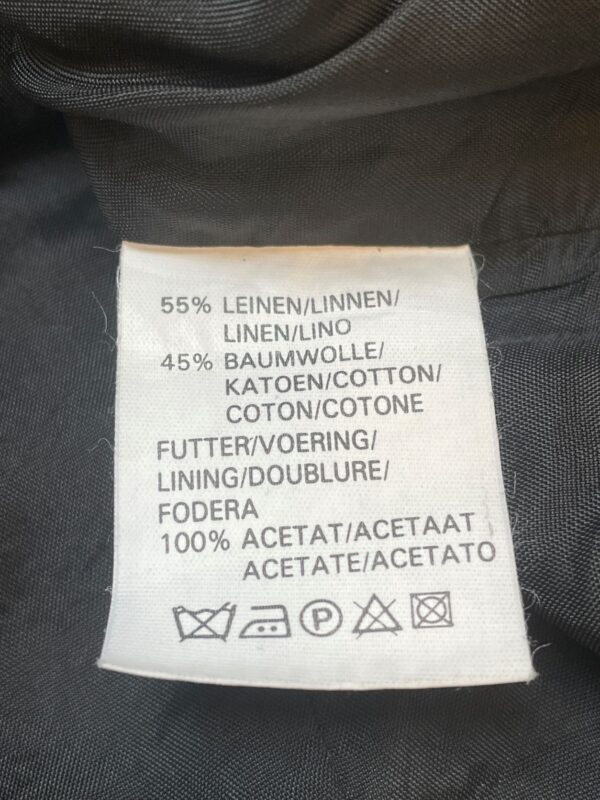 55% LEINEN/LINNEN/
LINEN/LINO
45% BAUMWOLLE/
KATOEN/COTTON/
COTON/COTONE
FUTTER/VOERING/
LINING/DOUBLURE/
FODERA
100% ACETAT/ACETAAT
ACETATE/ACETATO
P